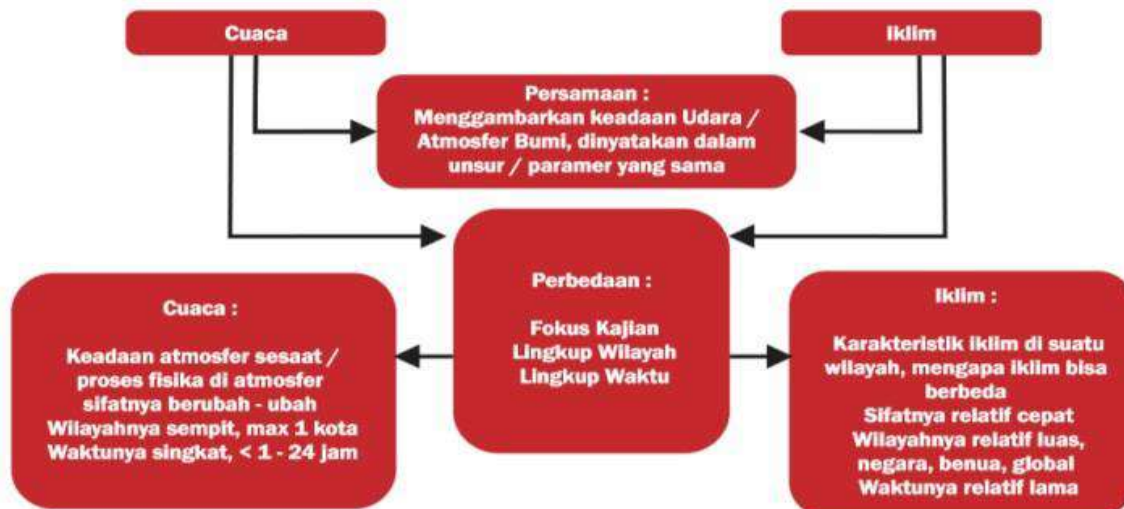 Cuaca
Iklim
Persamaan :
Menggambarkan keadaan Udara /
Atmosfer Bumi, dinyatakan dalam
unsur / paramer yang sama
Perbedaan :
Fokus Kajian
Lingkup Wilayah
Lingkup Waktu
Cuaca :
Keadaan atmosfer sesaat /
proses fisika di atmosfer
sifatnya berubah - ubah
Wilayahnya sempit, max 1 kota
Waktunya singkat, < 1 - 24 jam
Iklim :
Karakteristik iklim di suatu
wilayah, mengapa iklim bisa
berbeda
Sifatnya relatif cepat
Wilayahnya relatif luas,
negara, benua, global
Waktunya relatif lama